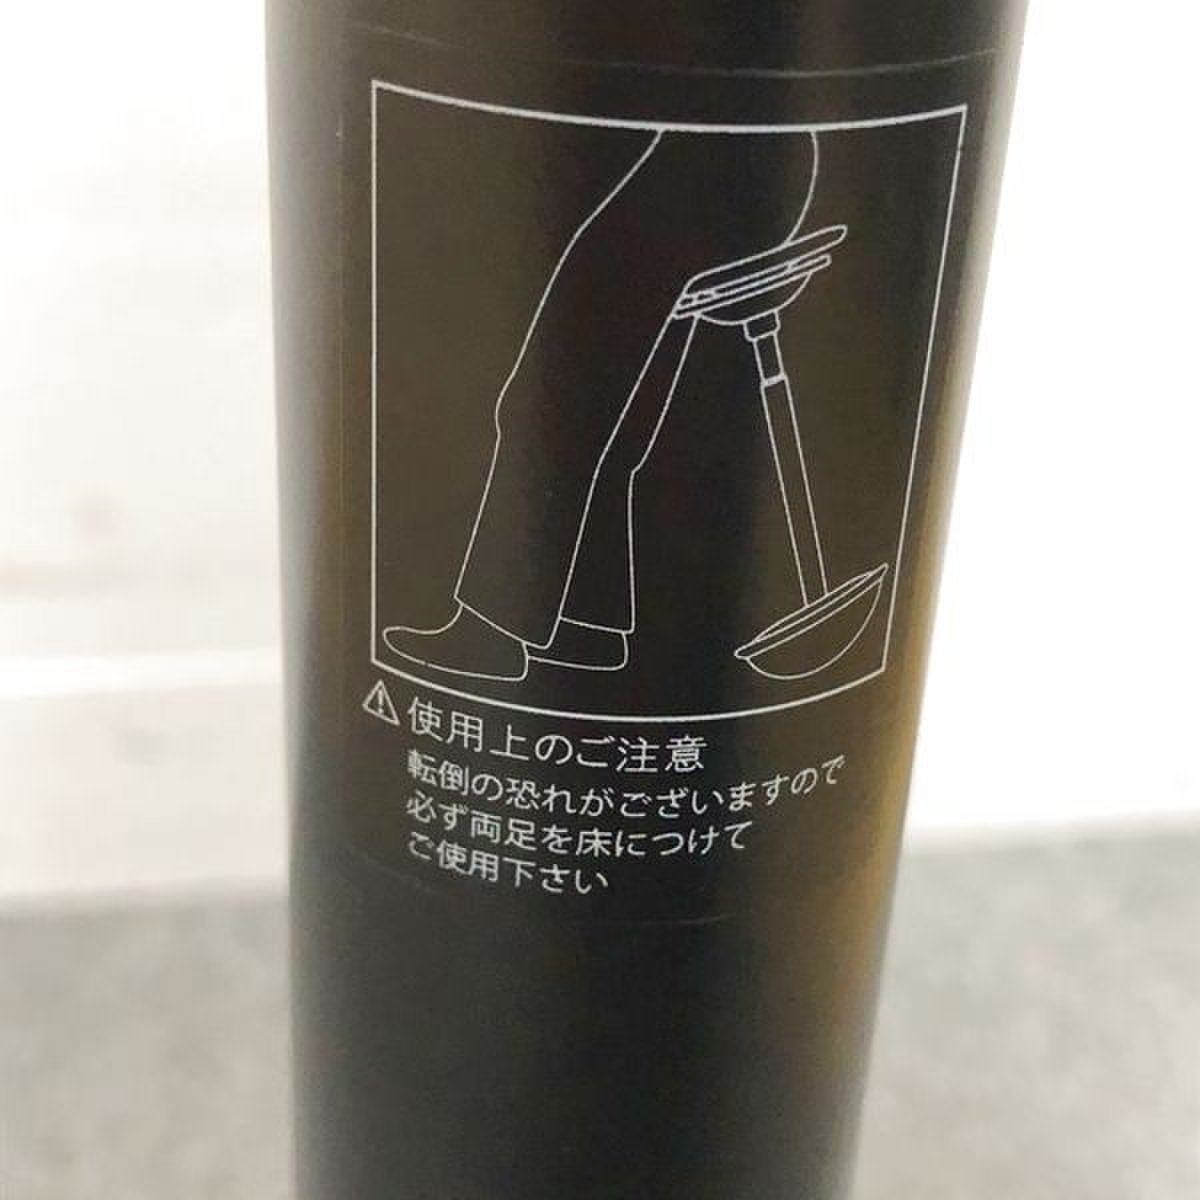 使用上のご注意
転倒の恐れがございますので
必ず両足を床につけて
ご使用下さい